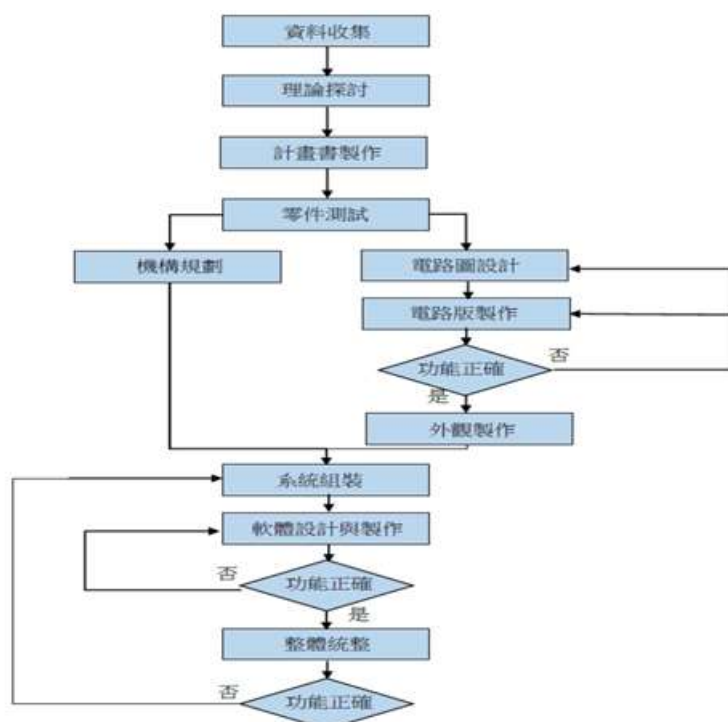 資料收集
理論探討
計畫書製作
零件測試
機構規劃
電路圖設計
電路版製作
功能正確
否
是
外觀製作
系統組裝
軟體設計與製作
否
功能正確
是
整體統整
否
功能正確